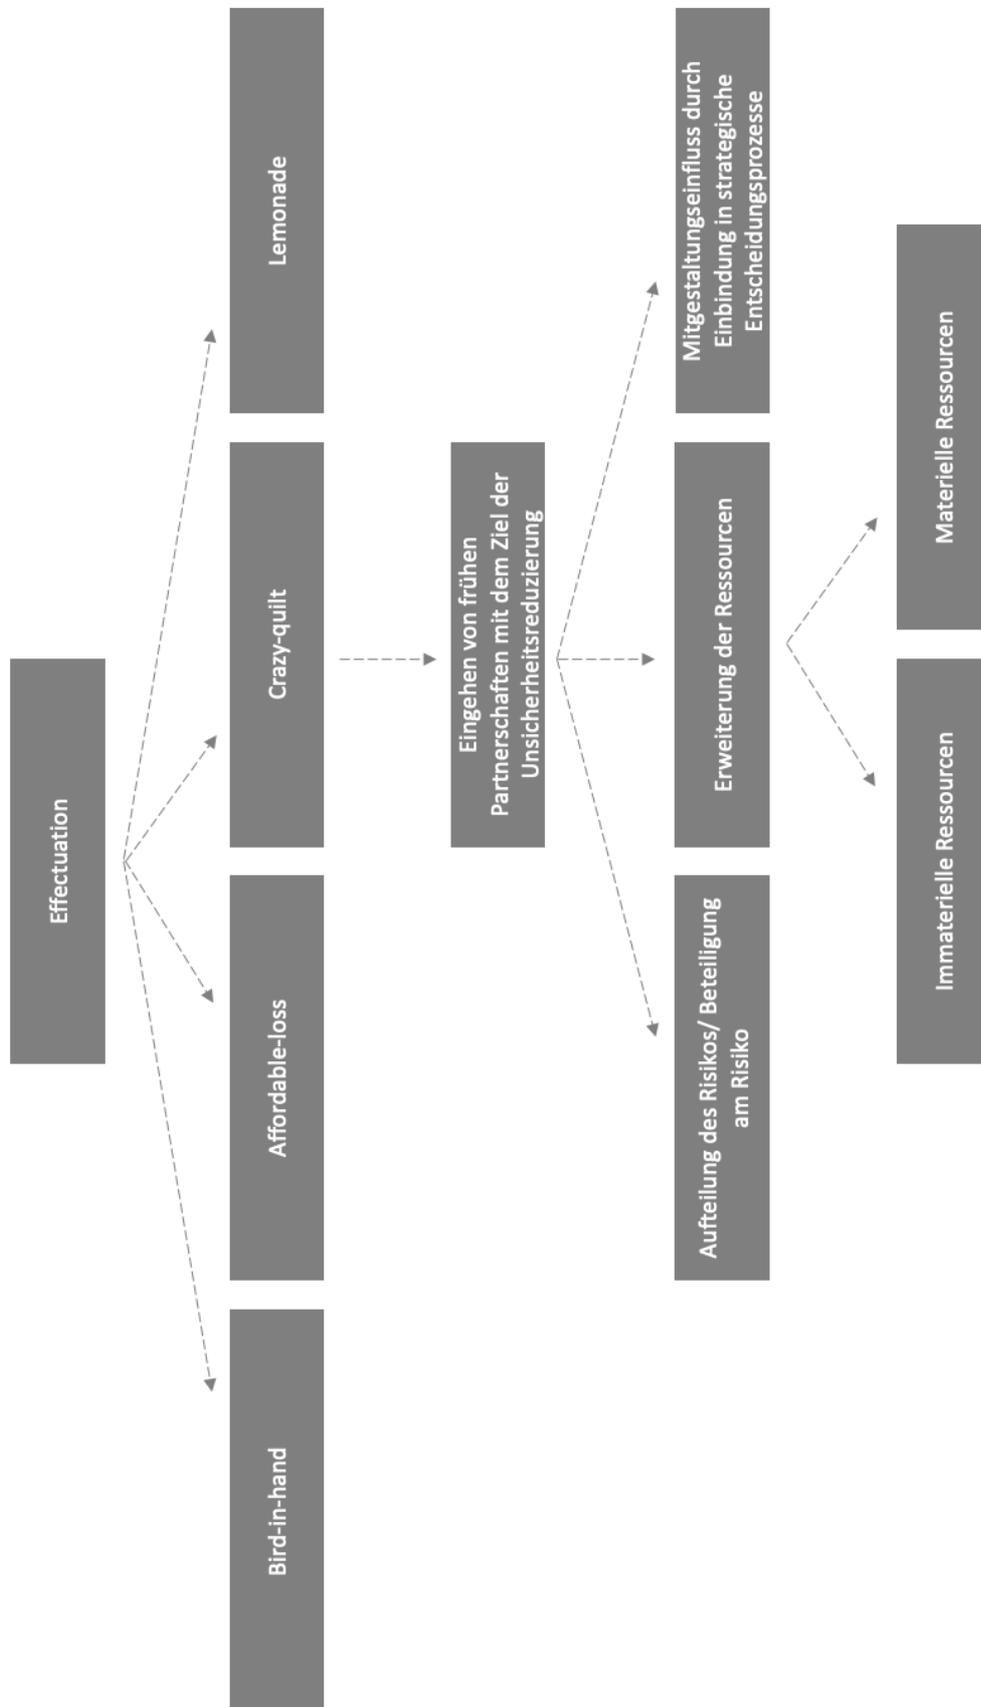 Effectuation
Bird-in-hand
Affordable-loss
Crazy-quilt
Lemonade
Eingehen von frühen
Partnerschaften mit dem Ziel der
Unsicherheitsreduzierung
Aufteilung des Risikos/ Beteiligung
am Risiko
Erweiterung der Ressourcen
Mitgestaltungseinfluss durch
Einbindung in strategische
Entscheidungsprozesse
Immaterielle Ressourcen
Materielle Ressourcen